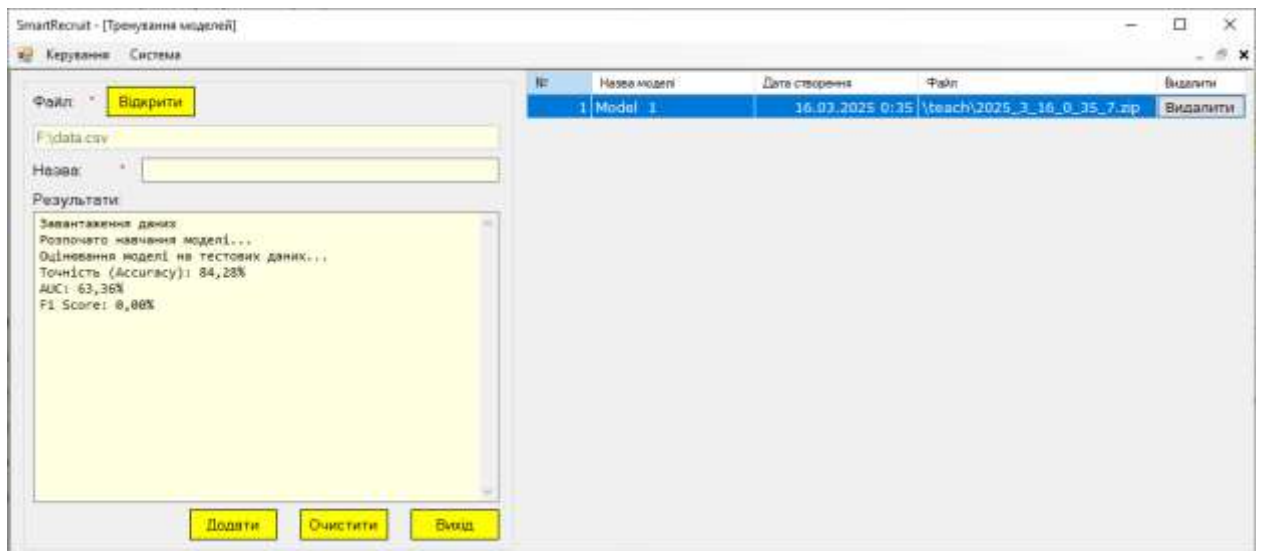 SmartRecruit - [Тренування моделей]
Керування Система
Файл: * Відкрити
F:\data.csv
Назва: *
Результати
Завантаження даних
Розпочато навчання моделі...
Оцінювання моделі на тестових даних...
Точність (Accuracy): 84,28%
AUC: 63,36%
F1 Score: 0,00%
Додати Очистити Вихід
№ Назва моделі Дата створення Файл Видалити
1 Model 1 16.03.2025 0:35 \teach\2025_3_16_0_35_7.zip Видалити